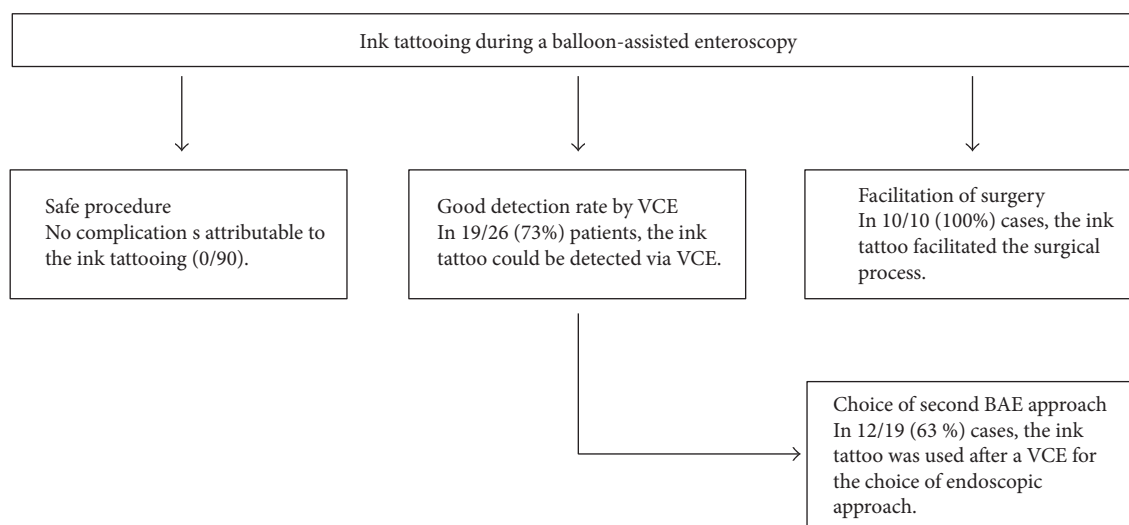 Ink tattooing during a balloon-assisted enteroscopy
Safe procedure
No complication s attributable to
the ink tattooing (0/90).
Good detection rate by VCE
In 19/26 (73%) patients, the ink
tattoo could be detected via VCE.
Facilitation of surgery
In 10/10 (100%) cases, the ink
tattoo facilitated the surgical
process.
Choice of second BAE approach
In 12/19 (63 %) cases, the ink
tattoo was used after a VCE for
the choice of endoscopic
approach.